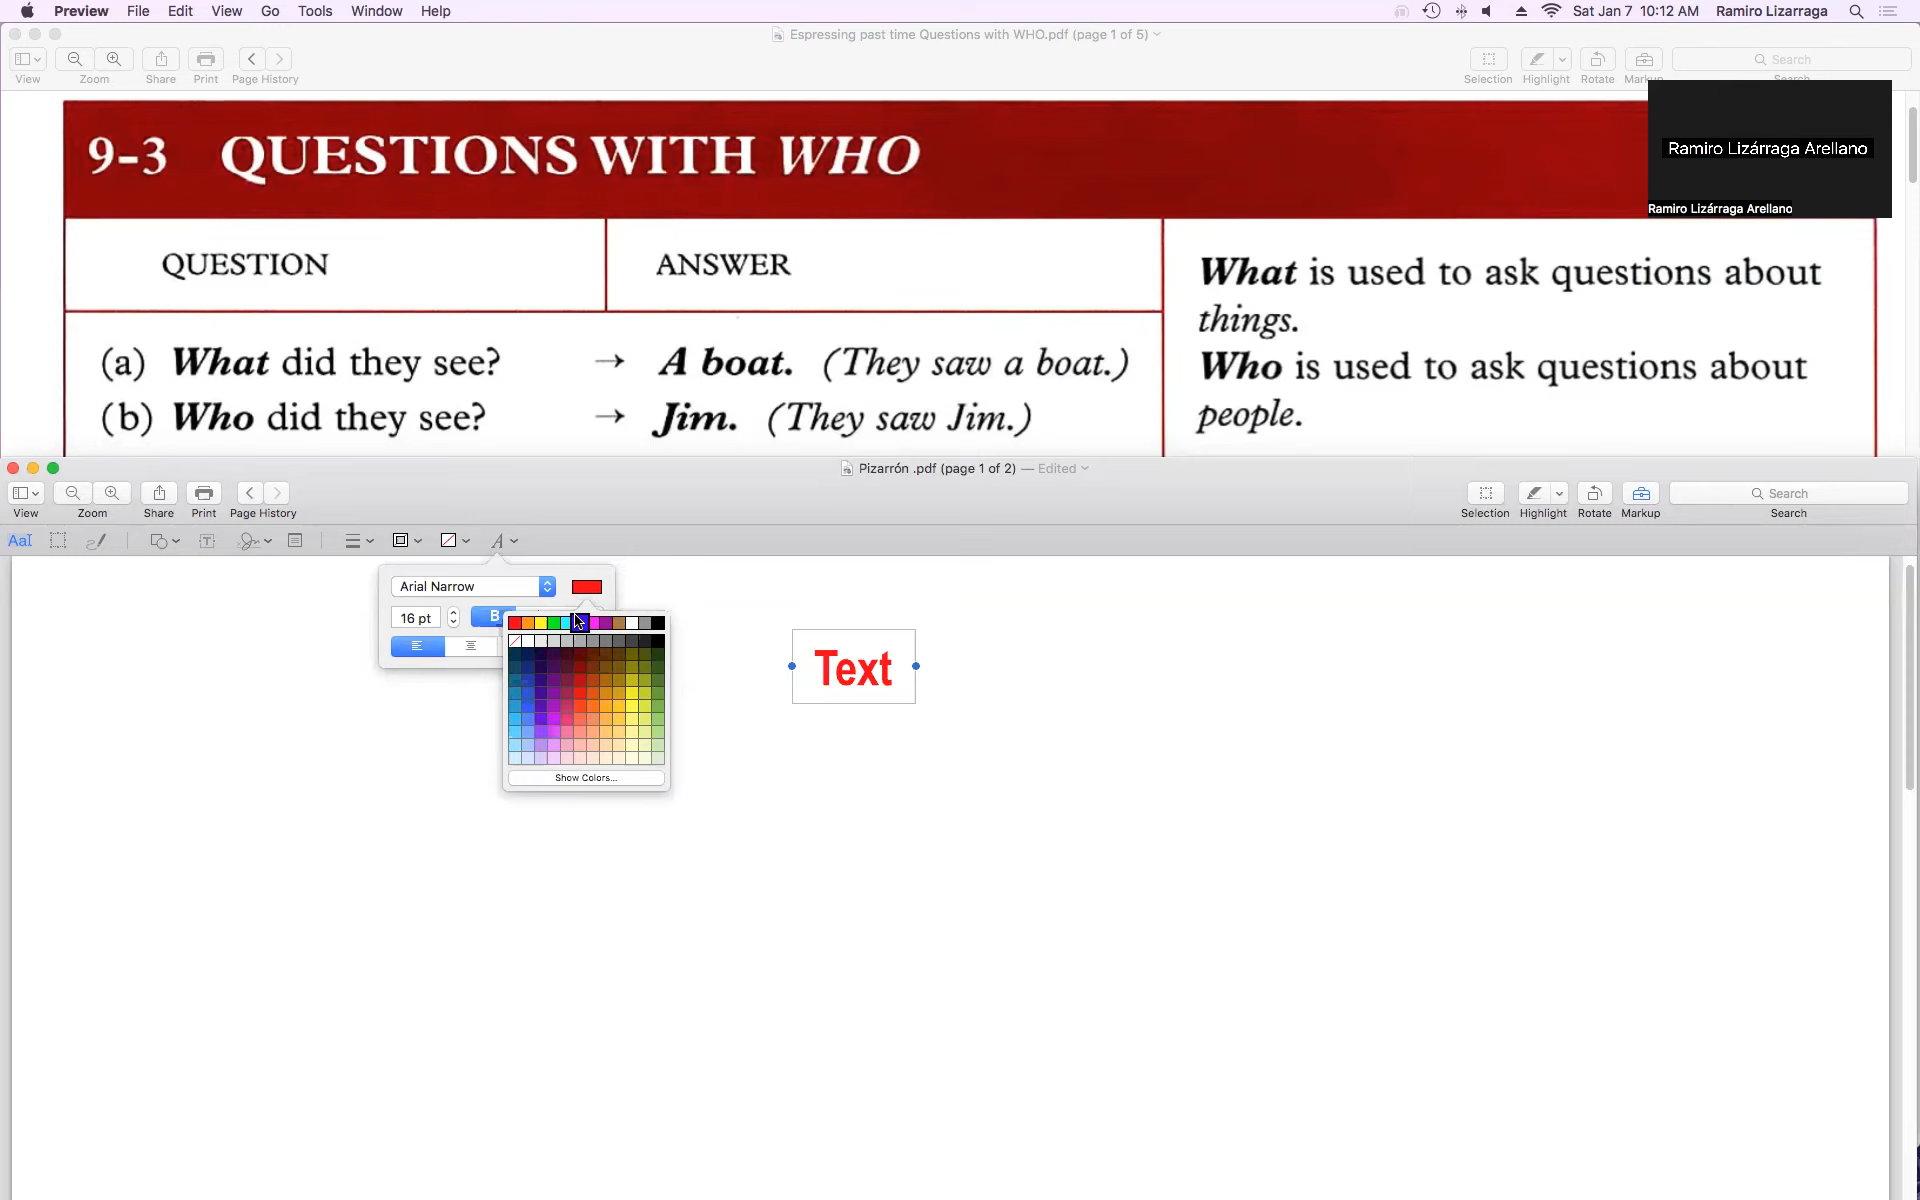 Preview File Edit View Go Tools Window Help Sat Jan 7 10:12 AM Ramiro Lizarraga
Espressing past time Questions with WHO.pdf (page 1 of 5)
Search
View Zoom Share Print Page History Selection Highlight Rotate
9-3 QUESTIONS WITH WHO
Ramiro Lizárraga Arellano
Ramiro Lizárraga Arellano
QUESTION ANSWER
(a) What did they see? → A boat. (They saw a boat.)
(b) Who did they see? → Jim. (They saw Jim.)
What is used to ask questions about
things.
Who is used to ask questions about
people.
Pizarrón .pdf (page 1 of 2) — Edited
Search
View Zoom Share Print Page History Selection Highlight Rotate Markup Search
AaI
A
Arial Narrow
16 pt B
Show Colors...
Text